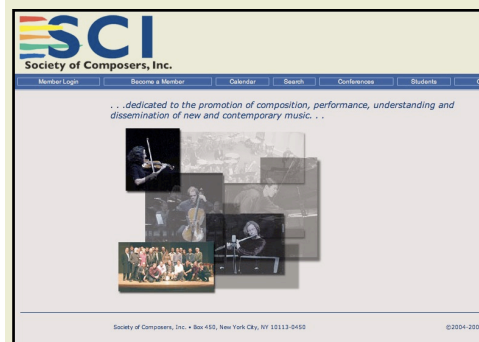 SCI
Society of Composers, Inc.
Member Login Become a Member Calendar Search Conferences Students
. . .dedicated to the promotion of composition, performance, understanding and
dissemination of new and contemporary music. . .
Society of Composers, Inc. • Box 450, New York City, NY 10113-0450